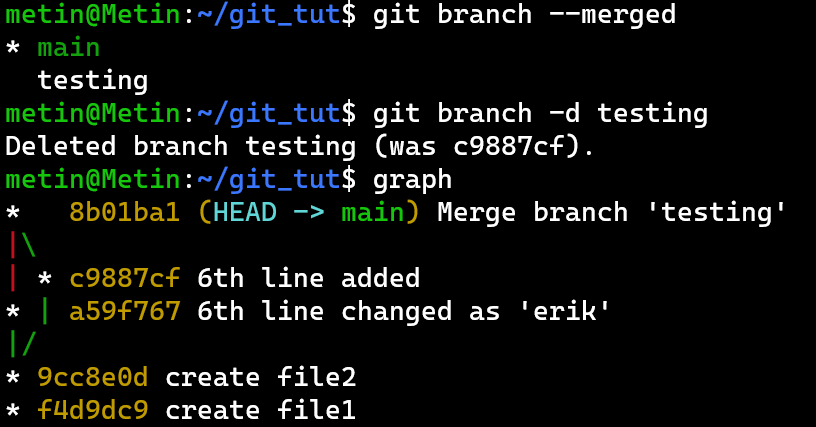 metin@Metin:~/git_tut$ git branch --merged
* main
  testing
metin@Metin:~/git_tut$ git branch -d testing
Deleted branch testing (was c9887cf).
metin@Metin:~/git_tut$ graph
*   8b01ba1 (HEAD -> main) Merge branch 'testing'
|\
| * c9887cf 6th line added
* | a59f767 6th line changed as 'erik'
|/
* 9cc8e0d create file2
* f4d9dc9 create file1